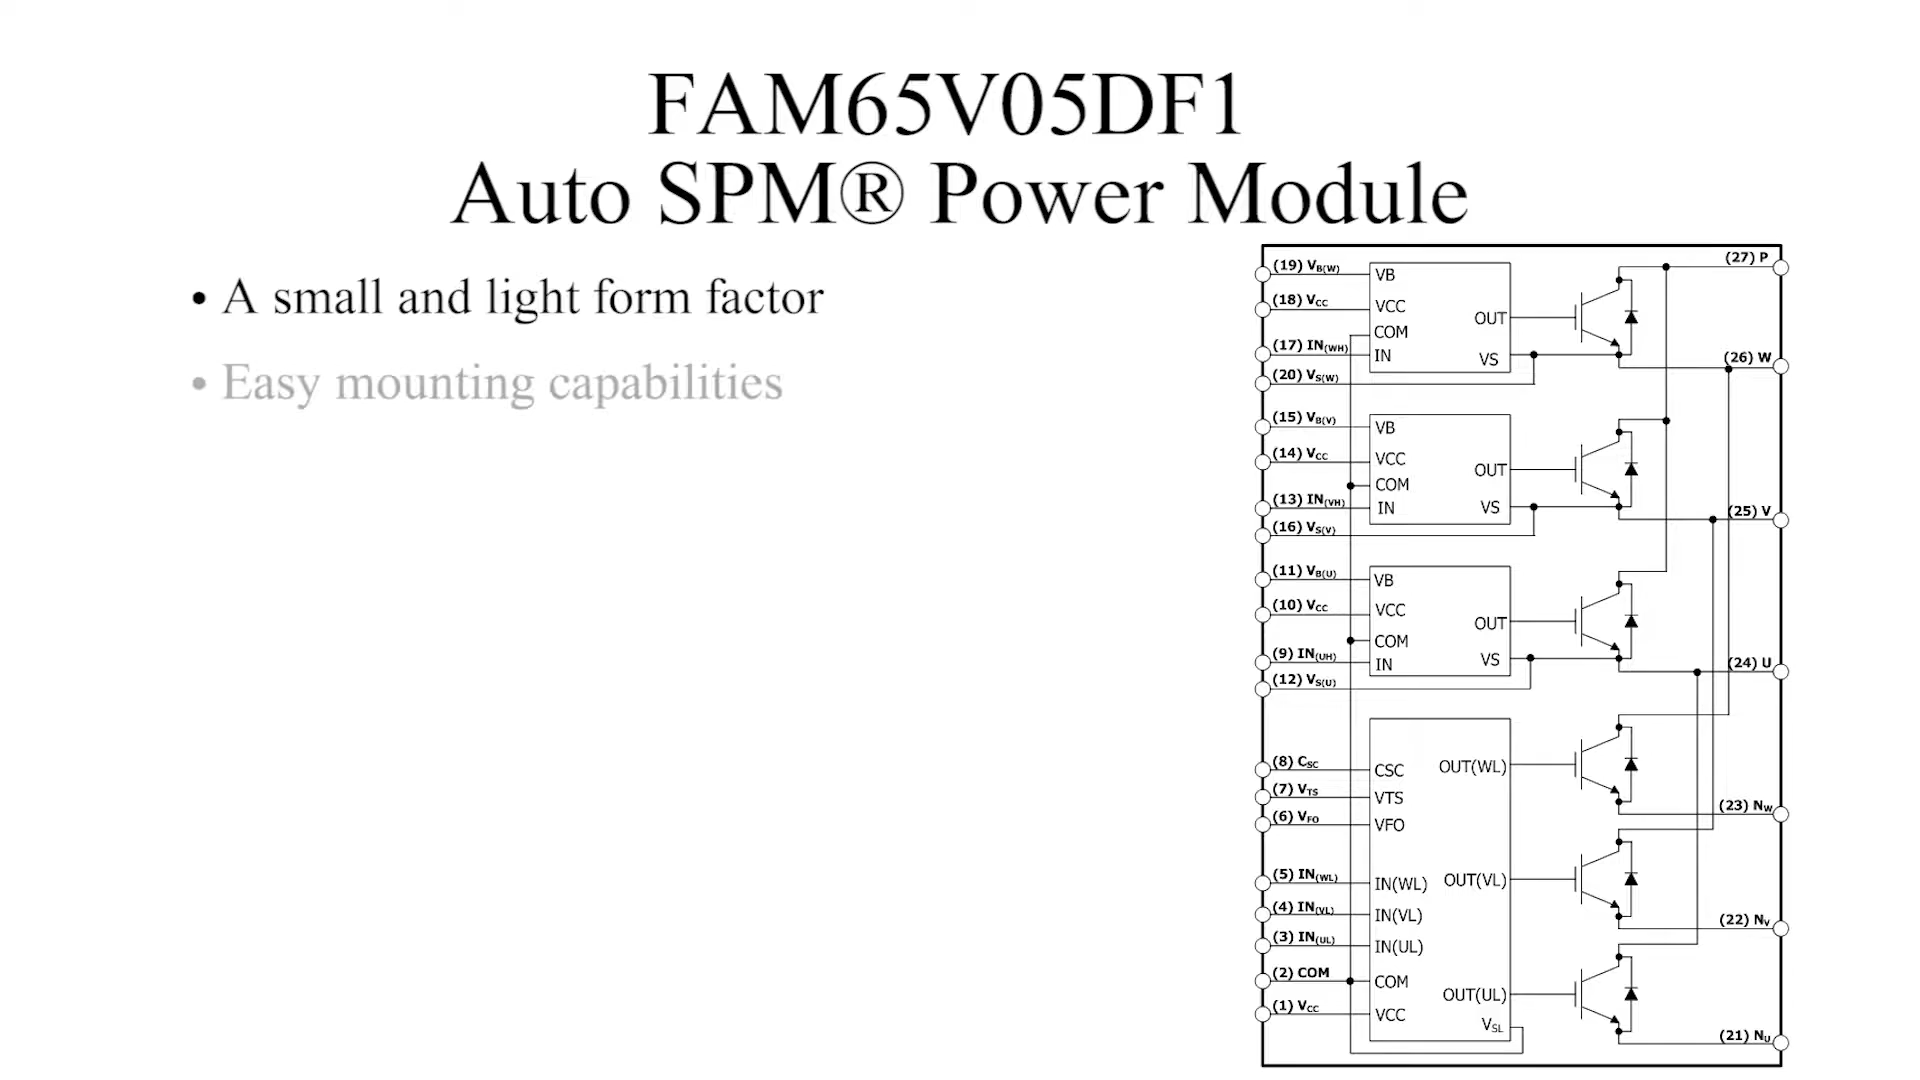 FAM65V05DF1
Auto SPM® Power Module
• A small and light form factor
• Easy mounting capabilities
(19) VB(W)
VB
(18) VCC
VCC
COM
(17) IN(WH)
IN
(20) VS(W)
OUT
VS
(27) P
(26) W
(15) VB(V)
VB
(14) VCC
VCC
COM
(13) IN(VH)
IN
(16) VS(V)
OUT
VS
(25) V
(11) VB(U)
VB
(10) VCC
VCC
COM
(9) IN(UH)
IN
(12) VS(U)
OUT
VS
(24) U
(8) CSC
CSC
(7) VTS
VTS
(6) VFO
VFO
(5) IN(WL)
IN(WL)
(4) IN(VL)
IN(VL)
(3) IN(UL)
IN(UL)
(2) COM
COM
(1) VCC
VCC
OUT(WL)
OUT(VL)
OUT(UL)
VSL
(23) NW
(22) NV
(21) NU